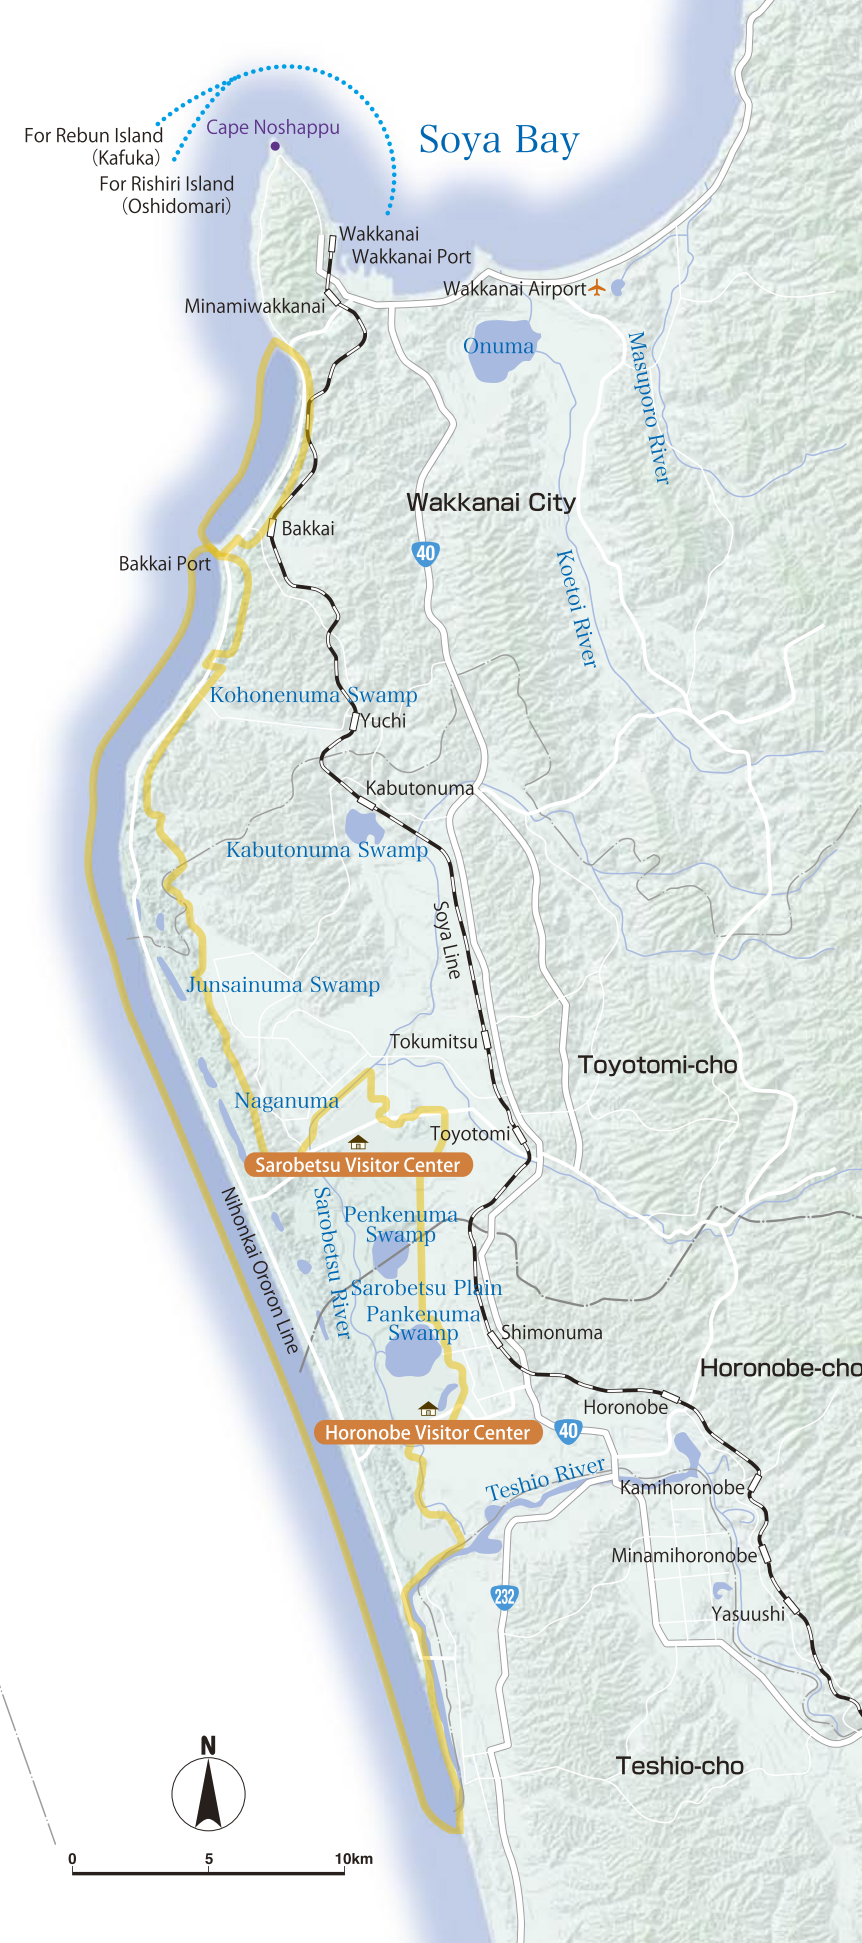 Soya Bay
Cape Noshappu
For Rebun Island
(Kafuka)
For Rishiri Island
(Oshidomari)
Wakkanai
Wakkanai Port
Wakkanai Airport
Minamiwakkanai
Onuma
Masuporo River
Wakkanai City
Bakkai
40
Bakkai Port
Koetoi River
Kohonenuma Swamp
Yuchi
Kabutonuma
Kabutonuma Swamp
Soya Line
Junsainuma Swamp
Tokumitsu
Toyotomi-cho
Naganuma
Toyotomi
Sarobetsu Visitor Center
Nihonkai Ororon Line
Sarobetsu River
Penkenuma
Swamp
Sarobetsu Plain
Pankenuma
Swamp
Shimonuma
Horonobe-cho
Horonobe
Horonobe Visitor Center
40
Teshio River
Kamihoronobe
Minamihoronobe
232
Yasuushi
Teshio-cho
N
0 5 10km